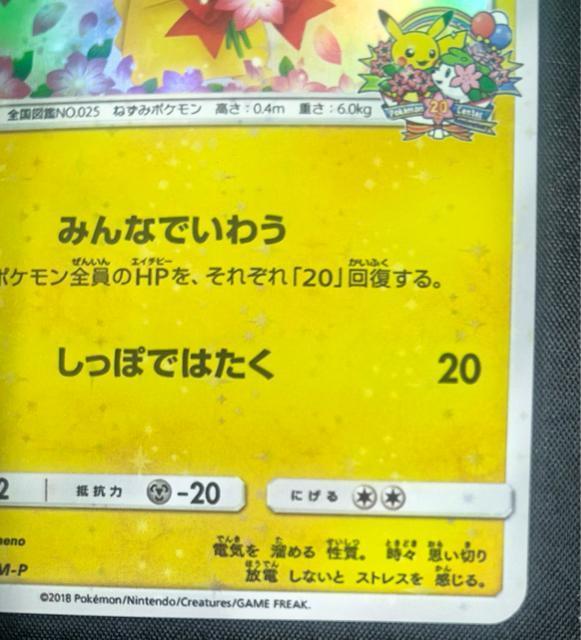 Pokémon 20 Center
全国図鑑NO.025 ねずみポケモン 高さ:0.4m 重さ:6.0kg
みんなでいわう
ポケモン全員のHPを、それぞれ「20」回復する。
しっぽではたく 20
2 抵抗力 -20 にげる
電気を 溜める 性質。 時々 思い切り
放電 しないと ストレスを 感じる。
M-P
©2018 Pokémon/Nintendo/Creatures/GAME FREAK.